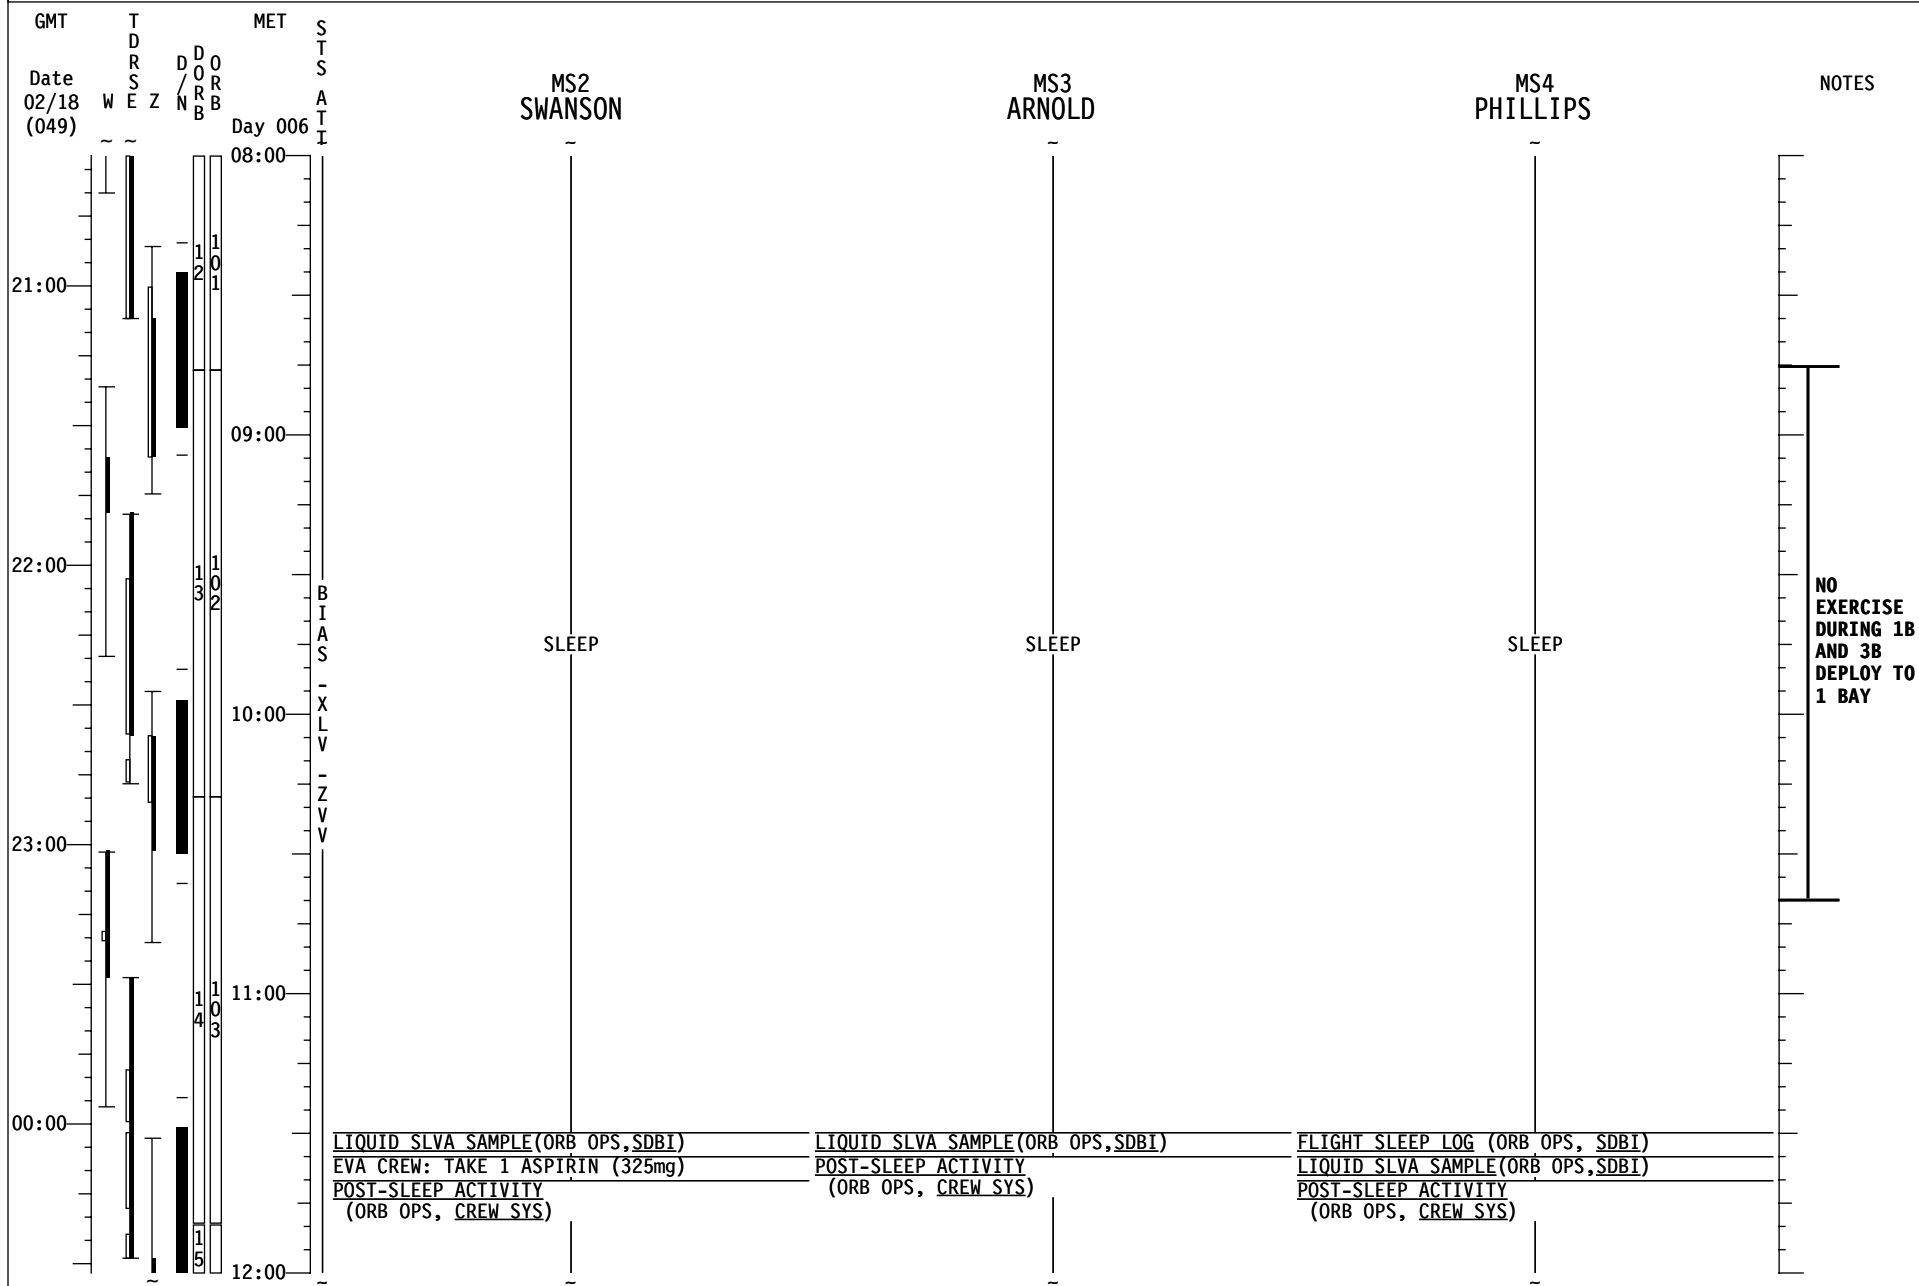 GMT
TDRS
MET
STS ATT
Date
02/18
(049)
W E Z
D/N
DORB
ORB
Day 006
MS2
SWANSON
MS3
ARNOLD
MS4
PHILLIPS
NOTES
~ ~ ~ ~ ~
08:00
12
101
21:00
09:00
22:00
13
102
BIAS -XLV -ZVV
SLEEP SLEEP SLEEP
NO
EXERCISE
DURING 1B
AND 3B
DEPLOY TO
1 BAY
10:00
23:00
14
103
11:00
00:00
LIQUID SLVA SAMPLE(ORB OPS,SDBI)
EVA CREW: TAKE 1 ASPIRIN (325mg)
POST-SLEEP ACTIVITY
(ORB OPS, CREW SYS)
LIQUID SLVA SAMPLE(ORB OPS,SDBI)
POST-SLEEP ACTIVITY
(ORB OPS, CREW SYS)
FLIGHT SLEEP LOG (ORB OPS, SDBI)
LIQUID SLVA SAMPLE(ORB OPS,SDBI)
POST-SLEEP ACTIVITY
(ORB OPS, CREW SYS)
15
12:00
~ ~ ~ ~ ~